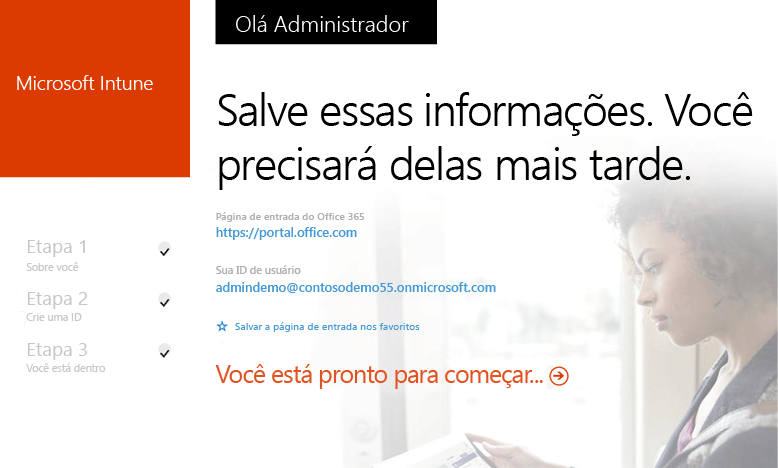 Microsoft Intune
Olá Administrador
Salve essas informações. Você
precisará delas mais tarde.
Página de entrada do Office 365
https://portal.office.com
Sua ID de usuário
admindemo@contosodemo55.onmicrosoft.com
Salvar a página de entrada nos favoritos
Você está pronto para começar...
Etapa 1
Sobre você
Etapa 2
Crie uma ID
Etapa 3
Você está dentro